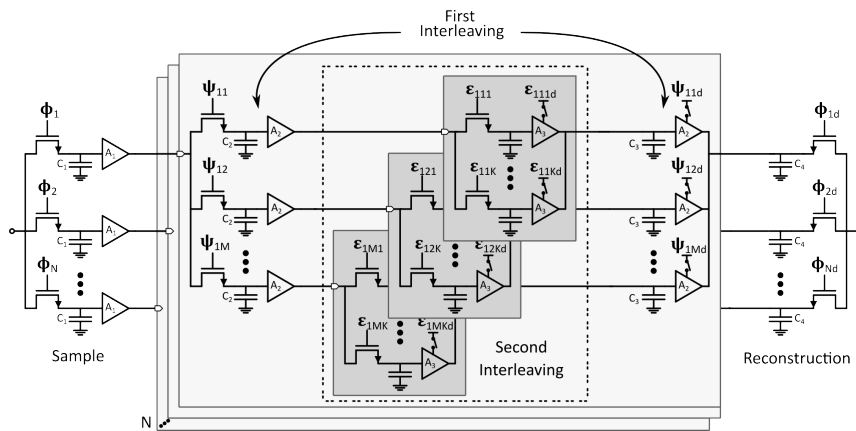 First
Interleaving
Φ1
C1
A1
Φ2
C1
A1
ΦN
C1
A1
Sample
N
Ψ11
C2
A2
Ψ12
C2
A2
Ψ1M
C2
A2
ε111
ε111d
A3
ε11K
ε11Kd
A3
ε121
ε12K
ε12Kd
A3
ε1M1
ε1MK
ε1MKd
A3
Second
Interleaving
Ψ11d
C3
A2
Ψ12d
C3
A2
Ψ1Md
C3
A2
Φ1d
C4
Φ2d
C4
ΦNd
C4
Reconstruction